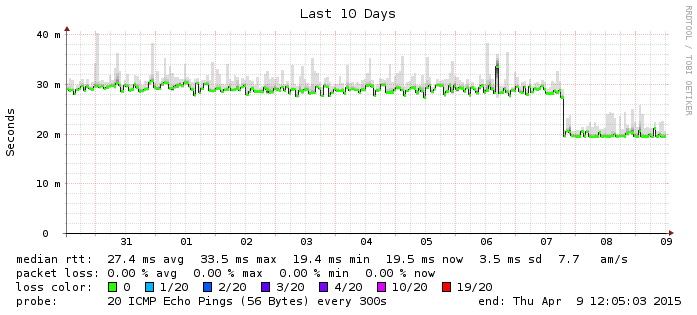 Last 10 Days
RRDTOOL / TOBI OETIKER
Seconds
40 m
30 m
20 m
10 m
0
31 01 02 03 04 05 06 07 08 09
median rtt: 27.4 ms avg 33.5 ms max 19.4 ms min 19.5 ms now 3.5 ms sd 7.7 am/s
packet loss: 0.00 % avg 0.00 % max 0.00 % min 0.00 % now
loss color: 0 1/20 2/20 3/20 4/20 10/20 19/20
probe: 20 ICMP Echo Pings (56 Bytes) every 300s end: Thu Apr 9 12:05:03 2015